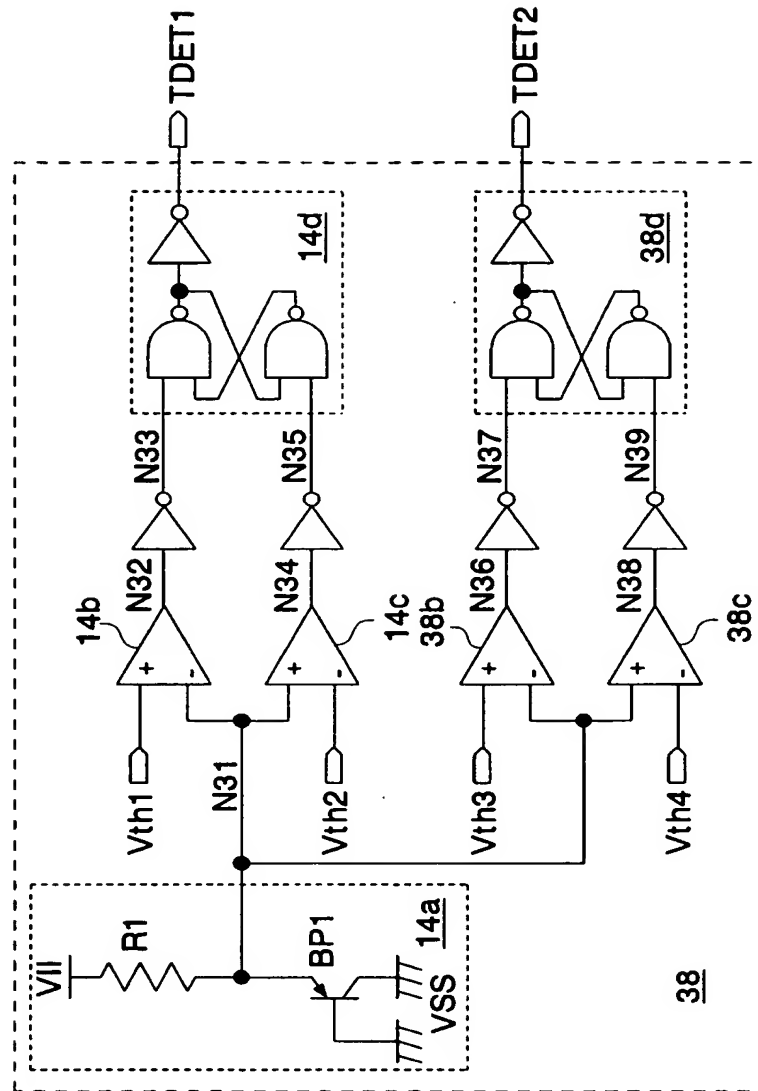 VII
R1
BP1
VSS
14a
38
N31
Vth1
Vth2
Vth3
Vth4
14b
14c
38b
38c
N32
N34
N36
N38
N33
N35
N37
N39
14d
38d
TDET1
TDET2